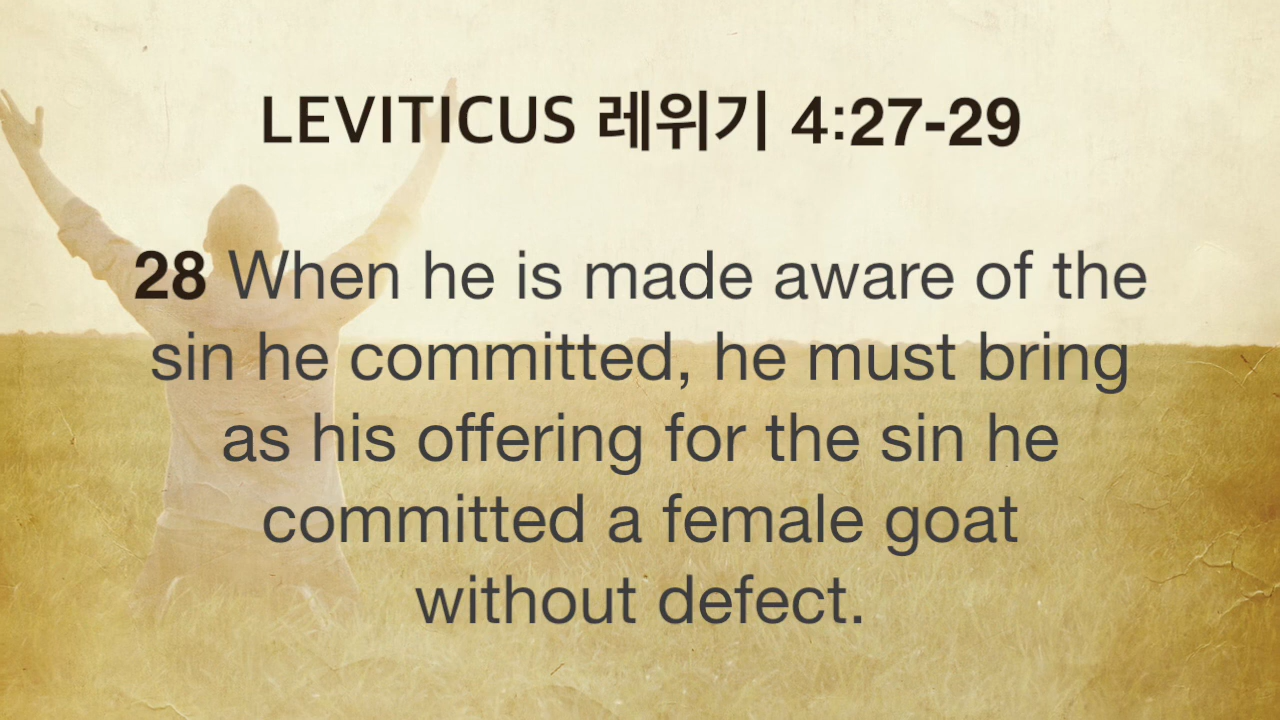 LEVITICUS 레위기 4:27-29
28 When he is made aware of the
sin he committed, he must bring
as his offering for the sin he
committed a female goat
without defect.